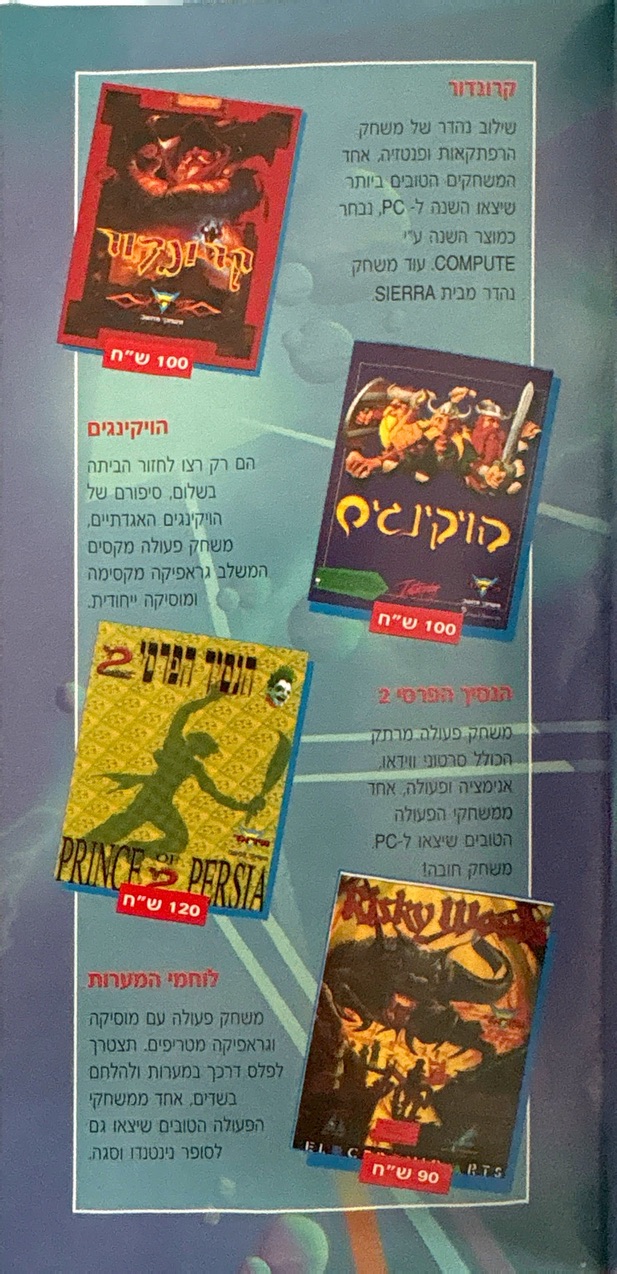 קרונדור
שילוב נהדר של משחק
הרפתקאות ופנטזיה, אחד
המשחקים הטובים ביותר
שיצאו השנה ל- PC, נבחר
כמוצר השנה ע"י
COMPUTE. עוד משחק
נהדר מבית SIERRA.
קרונדור
100 ש"ח
הויקינגים
הם רק רצו לחזור הביתה
בשלום, סיפורם של
הויקינגים האגדתיים,
משחק פעולה מקסים
המשלב גראפיקה מקסימה
ומוסיקה ייחודית.
הויקינגים
100 ש"ח
הנסיך הפרסי 2
משחק פעולה מרתק
הכולל סרטוני ווידאו,
אנימציה ופעולה, אחד
ממשחקי הפעולה
הטובים שיצאו ל-PC.
משחק חובה!
הנסיך הפרסי 2
PRINCE OF PERSIA
2
120 ש"ח
לוחמי המערות
משחק פעולה עם מוסיקה
וגראפיקה מטריפים. תצטרך
לפלס דרכך במערות ולהלחם
בשדים, אחד ממשחקי
הפעולה הטובים שיצאו גם
לסופר נינטנדו וסגה.
Risky Woods
ELECTRONIC ARTS
90 ש"ח